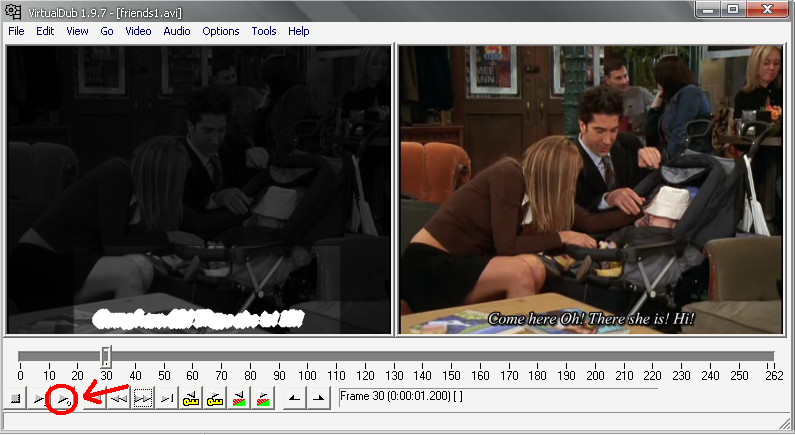 VirtualDub 1.9.7 - [friends1.avi]
File Edit View Go Video Audio Options Tools Help
Come here Oh! There she is! Hi!
0 10 20 30 40 50 60 70 80 90 100 110 120 130 140 150 160 170 180 190 200 210 220 230 240 250 262
Frame 30 (0:00:01.200) [ ]